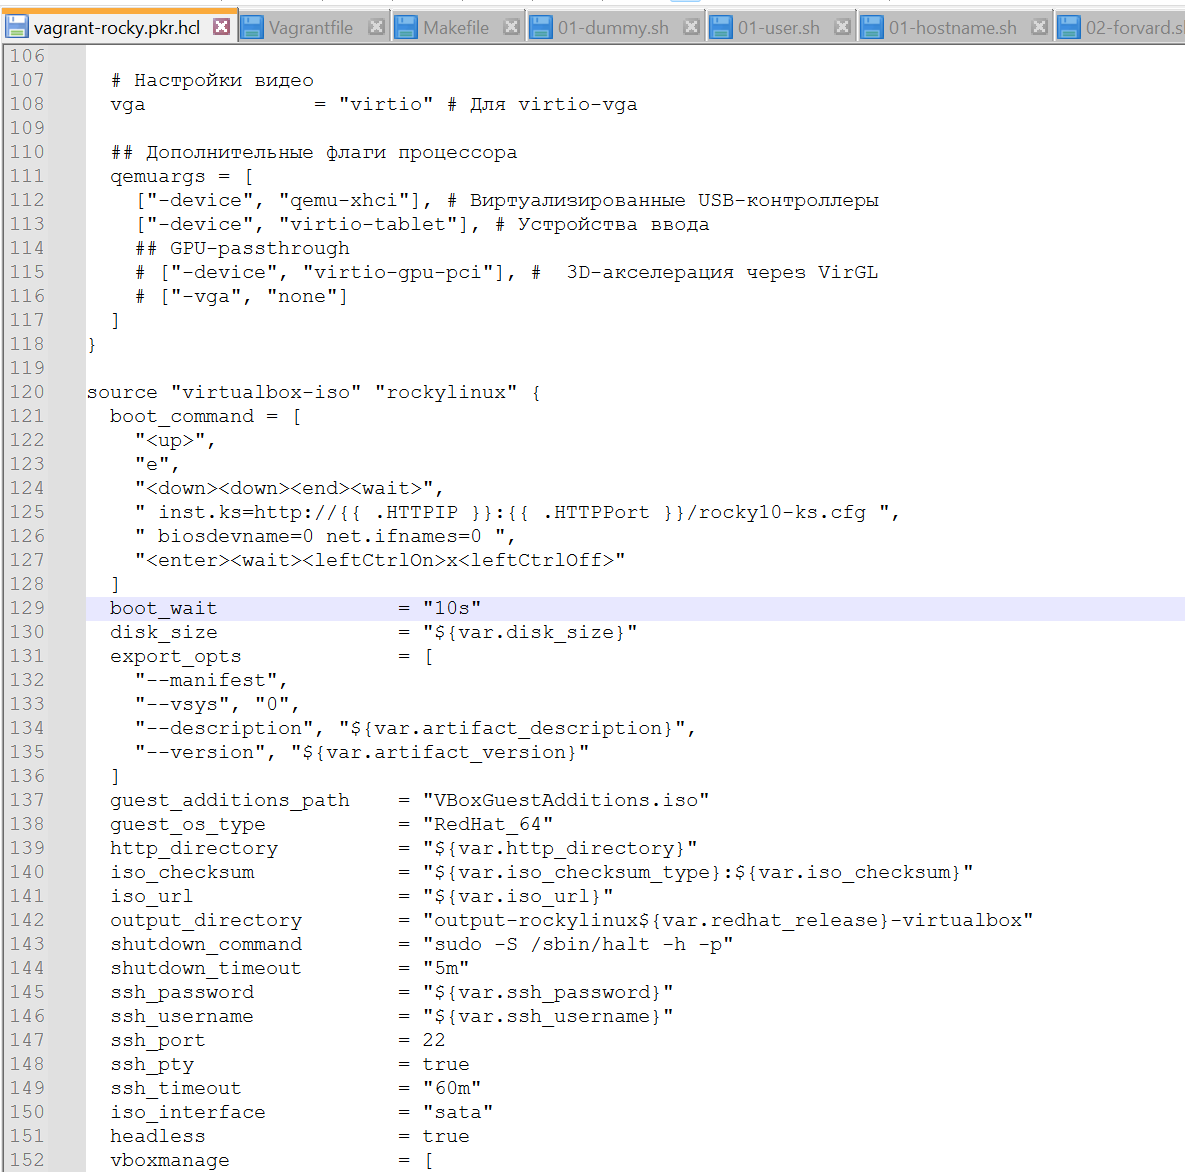 vagrant-rocky.pkr.hcl Vagrantfile Makefile 01-dummy.sh 01-user.sh 01-hostname.sh 02-forvard.s
106
107 # Настройки видео
108 vga = "virtio" # Для virtio-vga
109
110 ## Дополнительные флаги процессора
111 qemuargs = [
112 ["-device", "qemu-xhci"], # Виртуализированные USB-контроллеры
113 ["-device", "virtio-tablet"], # Устройства ввода
114 ## GPU-passthrough
115 # ["-device", "virtio-gpu-pci"], # 3D-акселерация через VirGL
116 # ["-vga", "none"]
117 ]
118 }
119
120 source "virtualbox-iso" "rockylinux" {
121 boot_command = [
122 "<up>",
123 "e",
124 "<down><down><end><wait>",
125 " inst.ks=http://{{ .HTTPIP }}:{{ .HTTPPort }}/rocky10-ks.cfg ",
126 " biosdevname=0 net.ifnames=0 ",
127 "<enter><wait><leftCtrlOn>x<leftCtrlOff>"
128 ]
129 boot_wait = "10s"
130 disk_size = "${var.disk_size}"
131 export_opts = [
132 "--manifest",
133 "--vsys", "0",
134 "--description", "${var.artifact_description}",
135 "--version", "${var.artifact_version}"
136 ]
137 guest_additions_path = "VBoxGuestAdditions.iso"
138 guest_os_type = "RedHat_64"
139 http_directory = "${var.http_directory}"
140 iso_checksum = "${var.iso_checksum_type}:${var.iso_checksum}"
141 iso_url = "${var.iso_url}"
142 output_directory = "output-rockylinux${var.redhat_release}-virtualbox"
143 shutdown_command = "sudo -S /sbin/halt -h -p"
144 shutdown_timeout = "5m"
145 ssh_password = "${var.ssh_password}"
146 ssh_username = "${var.ssh_username}"
147 ssh_port = 22
148 ssh_pty = true
149 ssh_timeout = "60m"
150 iso_interface = "sata"
151 headless = true
152 vboxmanage = [